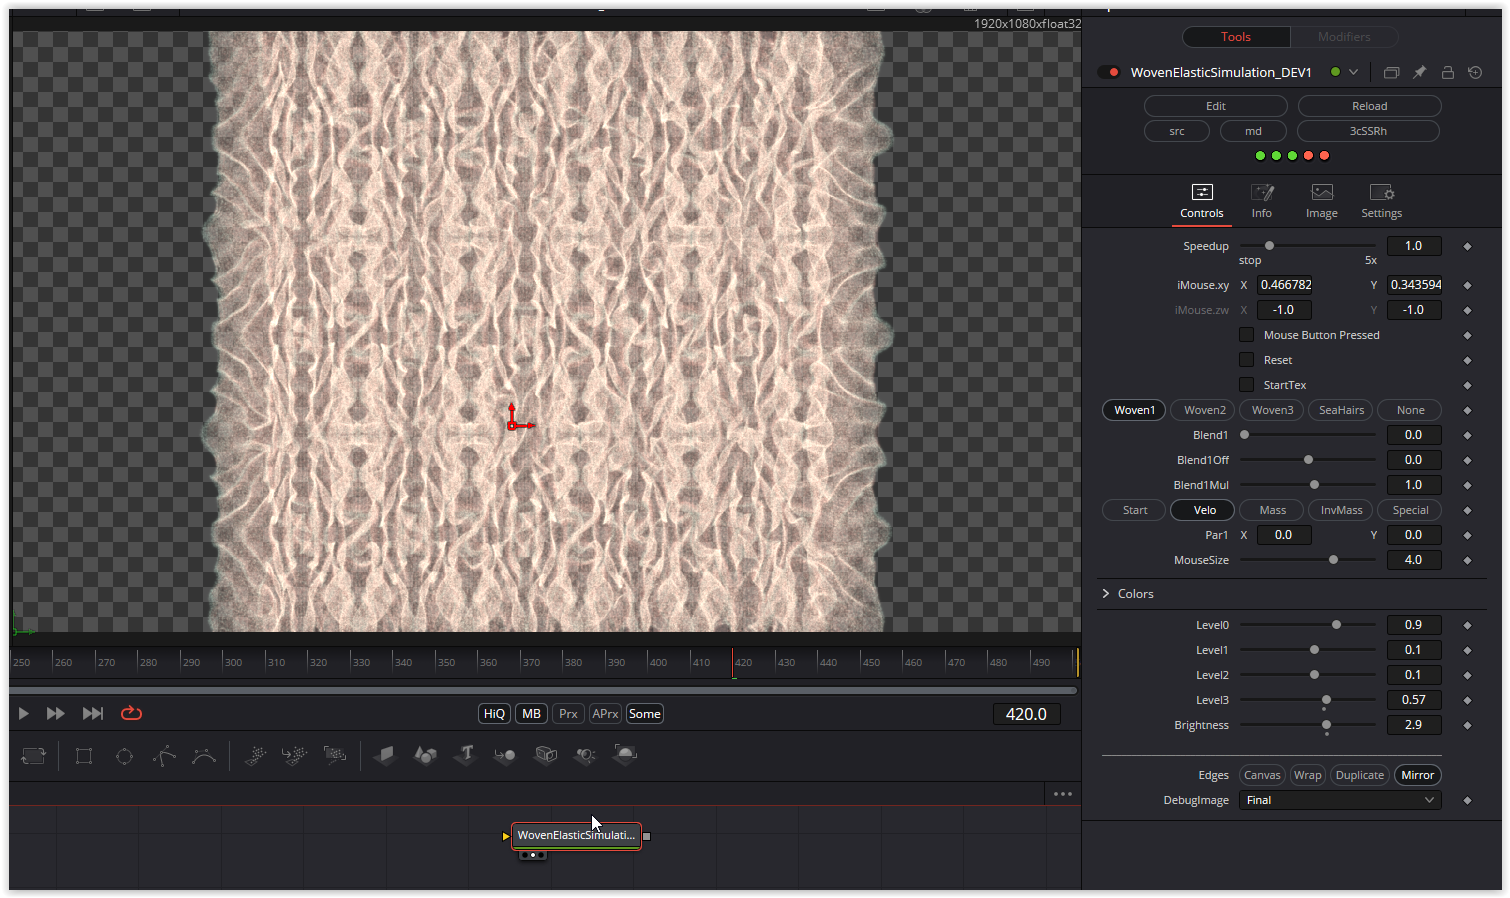 1920x1080xfloat32
Tools Modifiers
WovenElasticSimulation_DEV1
Edit Reload
src md 3cSSRh
Controls Info Image Settings
Speedup 1.0
stop 5x
iMouse.xy X 0.466782 Y 0.343594
iMouse.zw X -1.0 Y -1.0
Mouse Button Pressed
Reset
StartTex
Woven1 Woven2 Woven3 SeaHairs None
Blend1 0.0
Blend1Off 0.0
Blend1Mul 1.0
Start Velo Mass InvMass Special
Par1 X 0.0 Y 0.0
MouseSize 4.0
Colors
Level0 0.9
Level1 0.1
Level2 0.1
Level3 0.57
Brightness 2.9
Edges Canvas Wrap Duplicate Mirror
DebugImage Final
250 260 270 280 290 300 310 320 330 340 350 360 370 380 390 400 410 420 430 440 450 460 470 480 490
HiQ MB Prx APrx Some 420.0
WovenElasticSimulati...